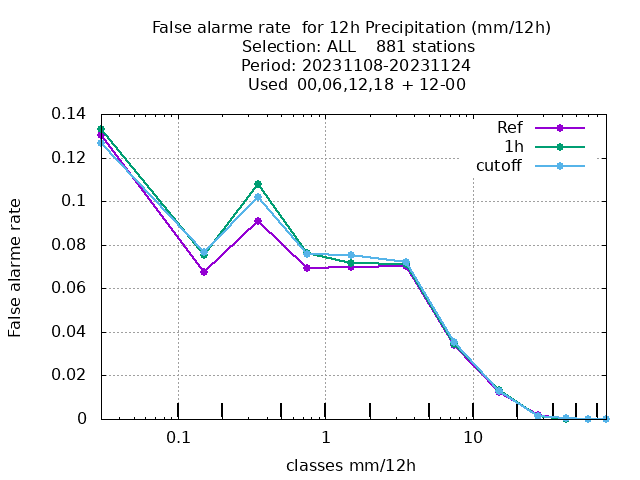 False alarme rate  for 12h Precipitation (mm/12h)
Selection: ALL    881 stations
Period: 20231108-20231124
Used  00,06,12,18  + 12-00
Ref
1h
cutoff
False alarme rate
0.14
0.12
0.1
0.08
0.06
0.04
0.02
0
0.1
1
10
classes mm/12h